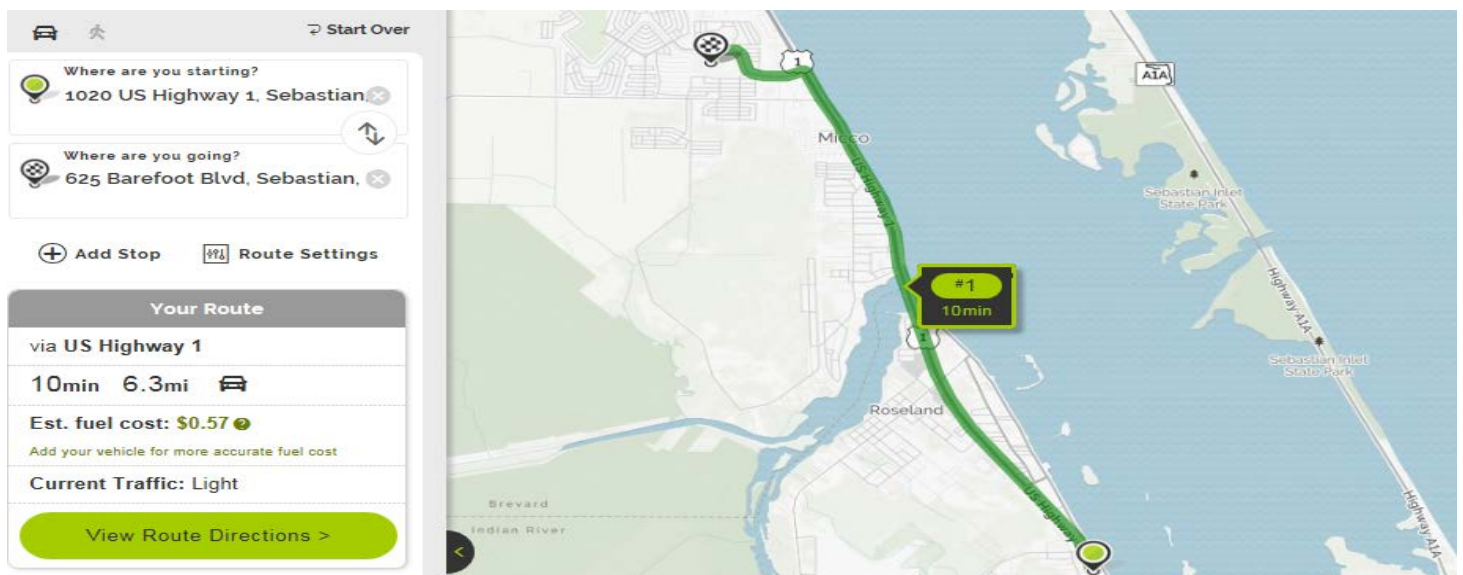 Start Over
Where are you starting?
1020 US Highway 1, Sebastian,
Where are you going?
625 Barefoot Blvd, Sebastian,
Add Stop
Route Settings
Your Route
via US Highway 1
10min 6.3mi
Est. fuel cost: $0.57
Add your vehicle for more accurate fuel cost
Current Traffic: Light
View Route Directions >
1
A1A
Micco
US Highway 1
Sebastian Inlet
State Park
#1
10min
1
Highway A1A
Sebastian Inlet
State Park
Roseland
US Highway
Brevard
Indian River
Highway A1A
<